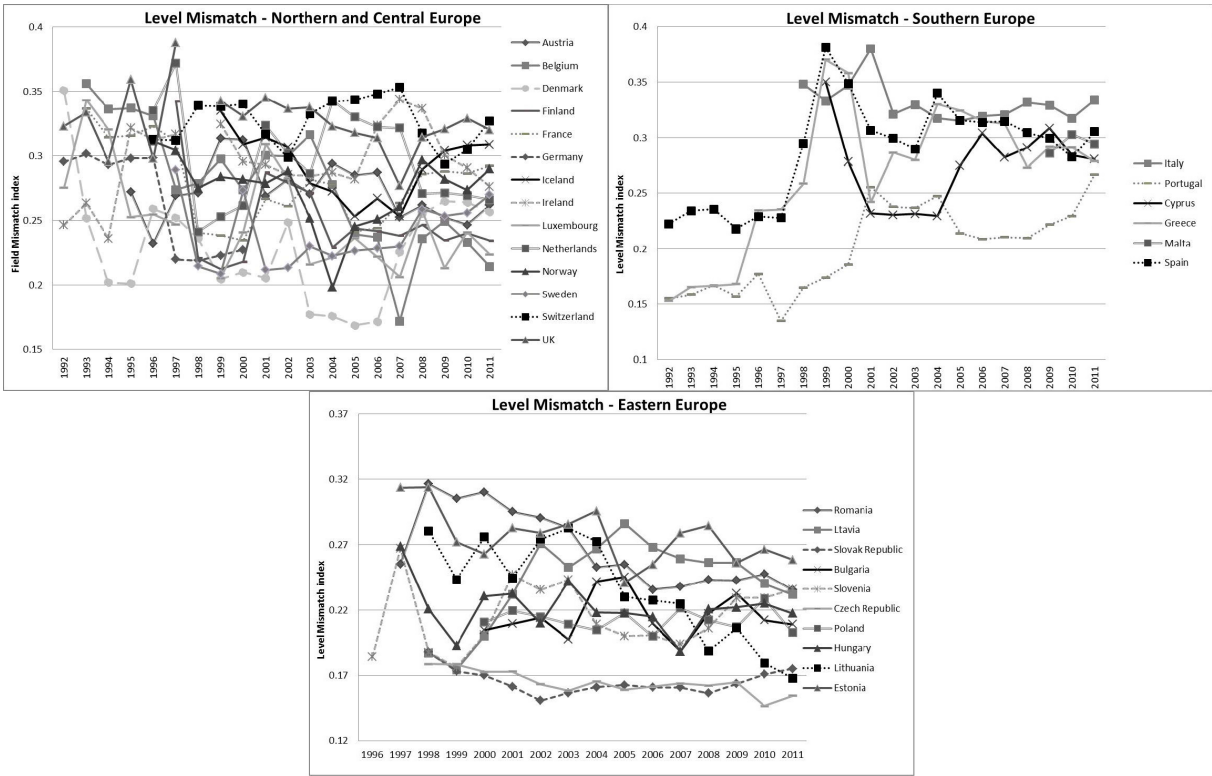 Level Mismatch - Northern and Central Europe
0.4
0.35
0.3
0.25
0.2
0.15
Field Mismatch Index
1992 1993 1994 1995 1996 1997 1998 1999 2000 2001 2002 2003 2004 2005 2006 2007 2008 2009 2010 2011
Austria
Belgium
Denmark
Finland
France
Germany
Iceland
Ireland
Luxembourg
Netherlands
Norway
Sweden
Switzerland
UK
Level Mismatch - Southern Europe
0.4
0.35
0.3
0.25
0.2
0.15
0.1
Level Mismatch index
1992 1993 1994 1995 1996 1997 1998 1999 2000 2001 2002 2003 2004 2005 2006 2007 2008 2009 2010 2011
Italy
Portugal
Cyprus
Greece
Malta
Spain
Level Mismatch - Eastern Europe
0.37
0.32
0.27
0.22
0.17
0.12
Level Mismatch index
1996 1997 1998 1999 2000 2001 2002 2003 2004 2005 2006 2007 2008 2009 2010 2011
Romania
Ltavia
Slovak Republic
Bulgaria
Slovenia
Czech Republic
Poland
Hungary
Lithuania
Estonia